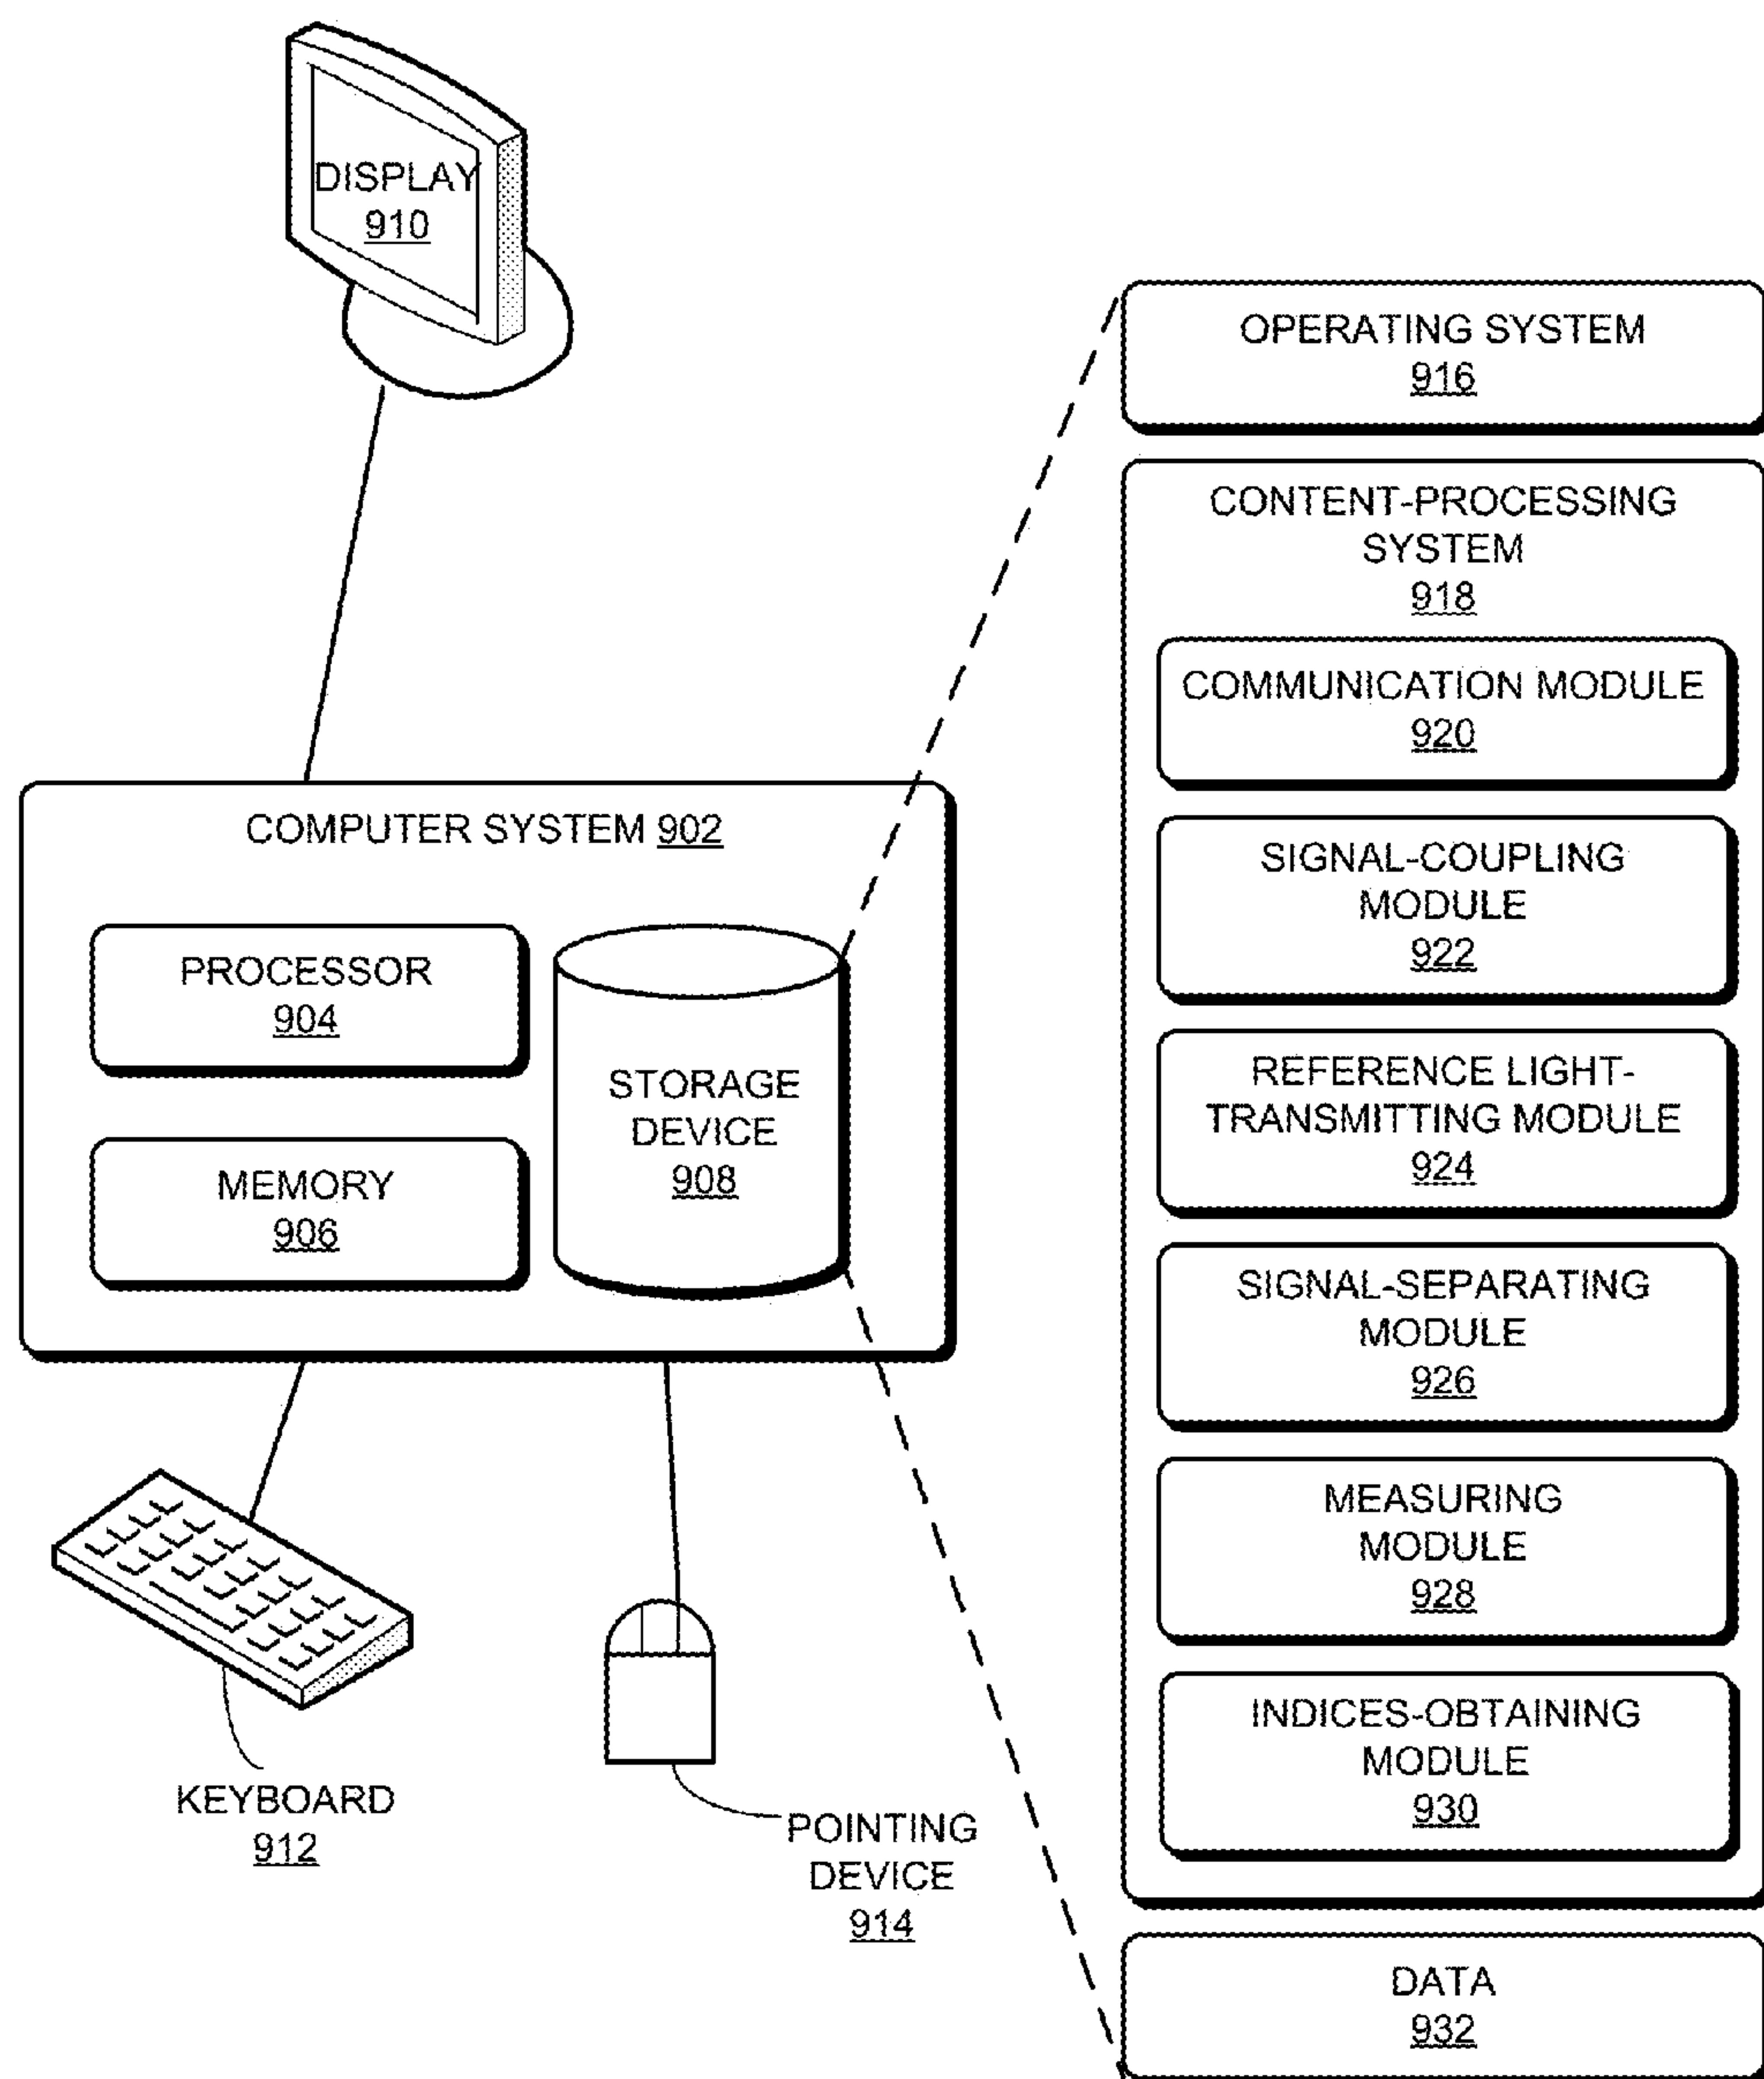 DISPLAY
910
COMPUTER SYSTEM 902
PROCESSOR
904
MEMORY
906
STORAGE
DEVICE
908
KEYBOARD
912
POINTING
DEVICE
914
OPERATING SYSTEM
916
CONTENT-PROCESSING
SYSTEM
918
COMMUNICATION MODULE
920
SIGNAL-COUPLING
MODULE
922
REFERENCE LIGHT-
TRANSMITTING MODULE
924
SIGNAL-SEPARATING
MODULE
926
MEASURING
MODULE
928
INDICES-OBTAINING
MODULE
930
DATA
932